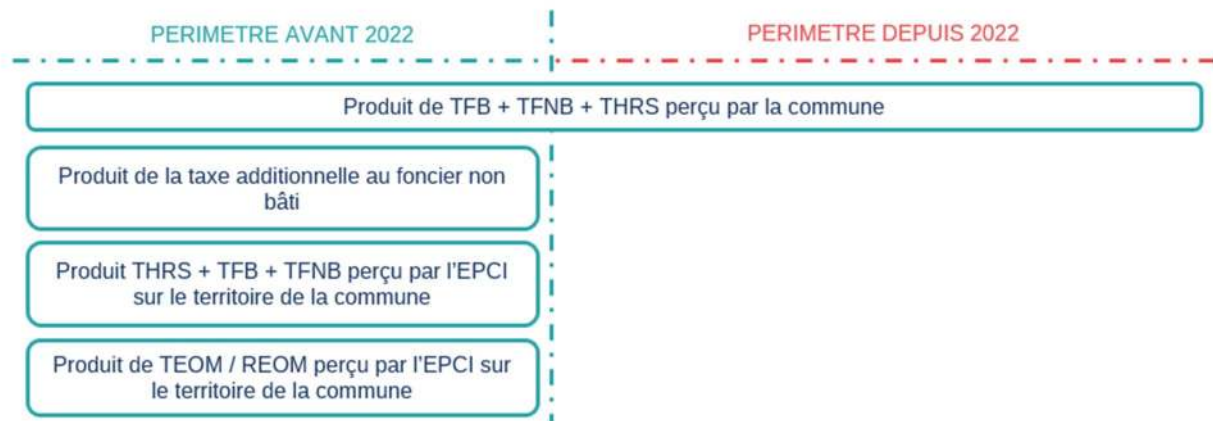 PERIMETRE AVANT 2022
PERIMETRE DEPUIS 2022
Produit de TFB + TFNB + THRS perçu par la commune
Produit de la taxe additionnelle au foncier non
bâti
Produit THRS + TFB + TFNB perçu par l'EPCI
sur le territoire de la commune
Produit de TEOM / REOM perçu par l'EPCI sur
le territoire de la commune